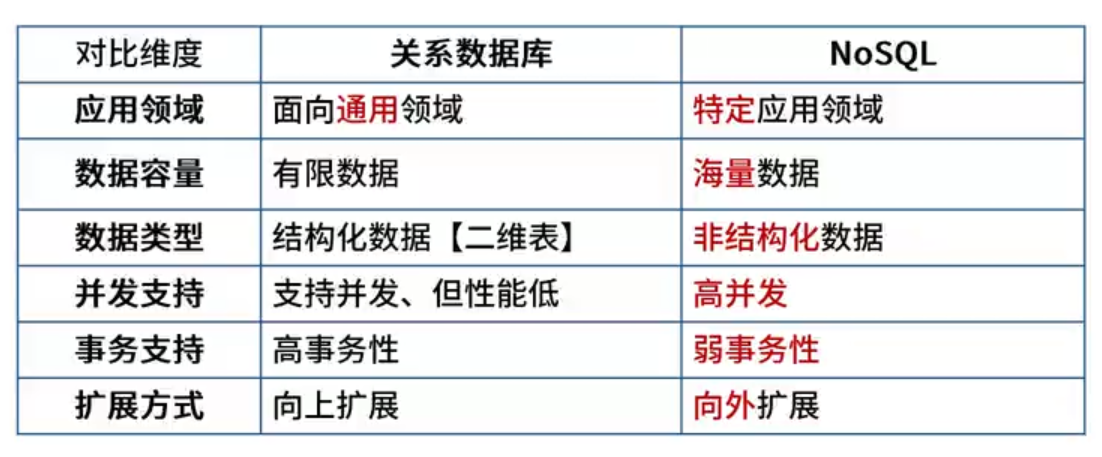 对比维度 关系数据库 NoSQL
应用领域 面向通用领域 特定应用领域
数据容量 有限数据 海量数据
数据类型 结构化数据【二维表】 非结构化数据
并发支持 支持并发、但性能低 高并发
事务支持 高事务性 弱事务性
扩展方式 向上扩展 向外扩展